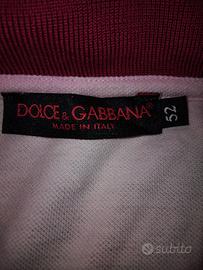 DOLCE & GABBANA®
MADE IN ITALY
52
subito